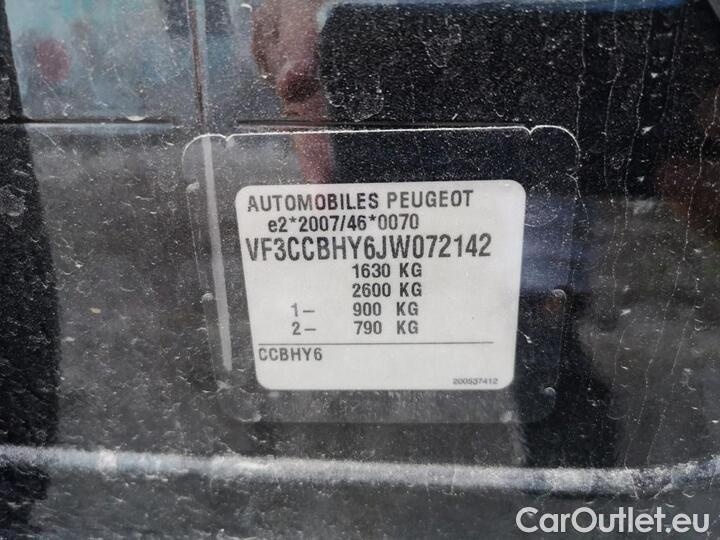 AUTOMOBILES PEUGEOT
e2*2007/46*0070
VF3CCBHY6JW072142
1630 KG
2600 KG
1- 900 KG
2- 790 KG
CCBHY6
200537412
CarOutlet.eu